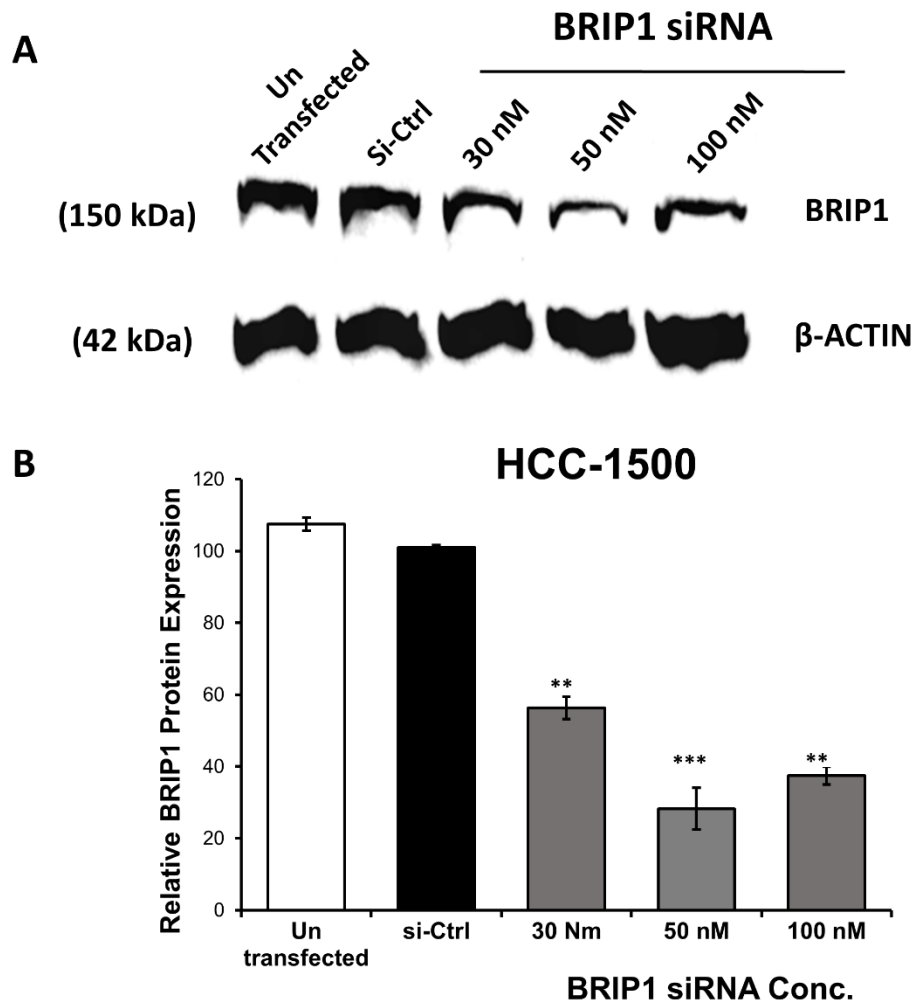 A
BRIP1 siRNA
Un
Transfected
Si-Ctrl
30 nM
50 nM
100 nM
(150 kDa)
BRIP1
(42 kDa)
β-ACTIN
B
HCC-1500
Relative BRIP1 Protein Expression
120
100
80
60
40
20
0
**
***
**
Un
transfected
si-Ctrl
30 Nm
50 nM
100 nM
BRIP1 siRNA Conc.